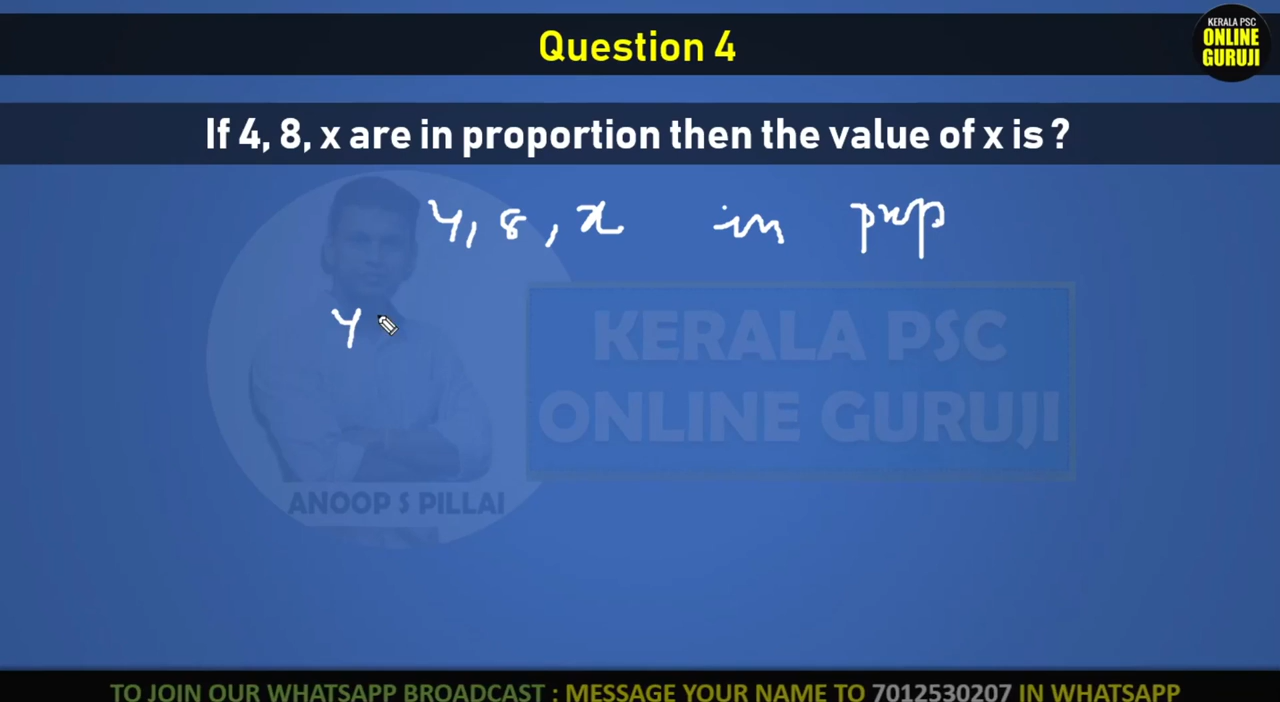 KERALA PSC
ONLINE
GURUJI
Question 4
If 4, 8, x are in proportion then the value of x is ?
4, 8, x in prop
4
KERALA PSC
ONLINE GURUJI
ANOOP S PILLAI
TO JOIN OUR WHATSAPP BROADCAST : MESSAGE YOUR NAME TO 7012530207 IN WHATSAPP